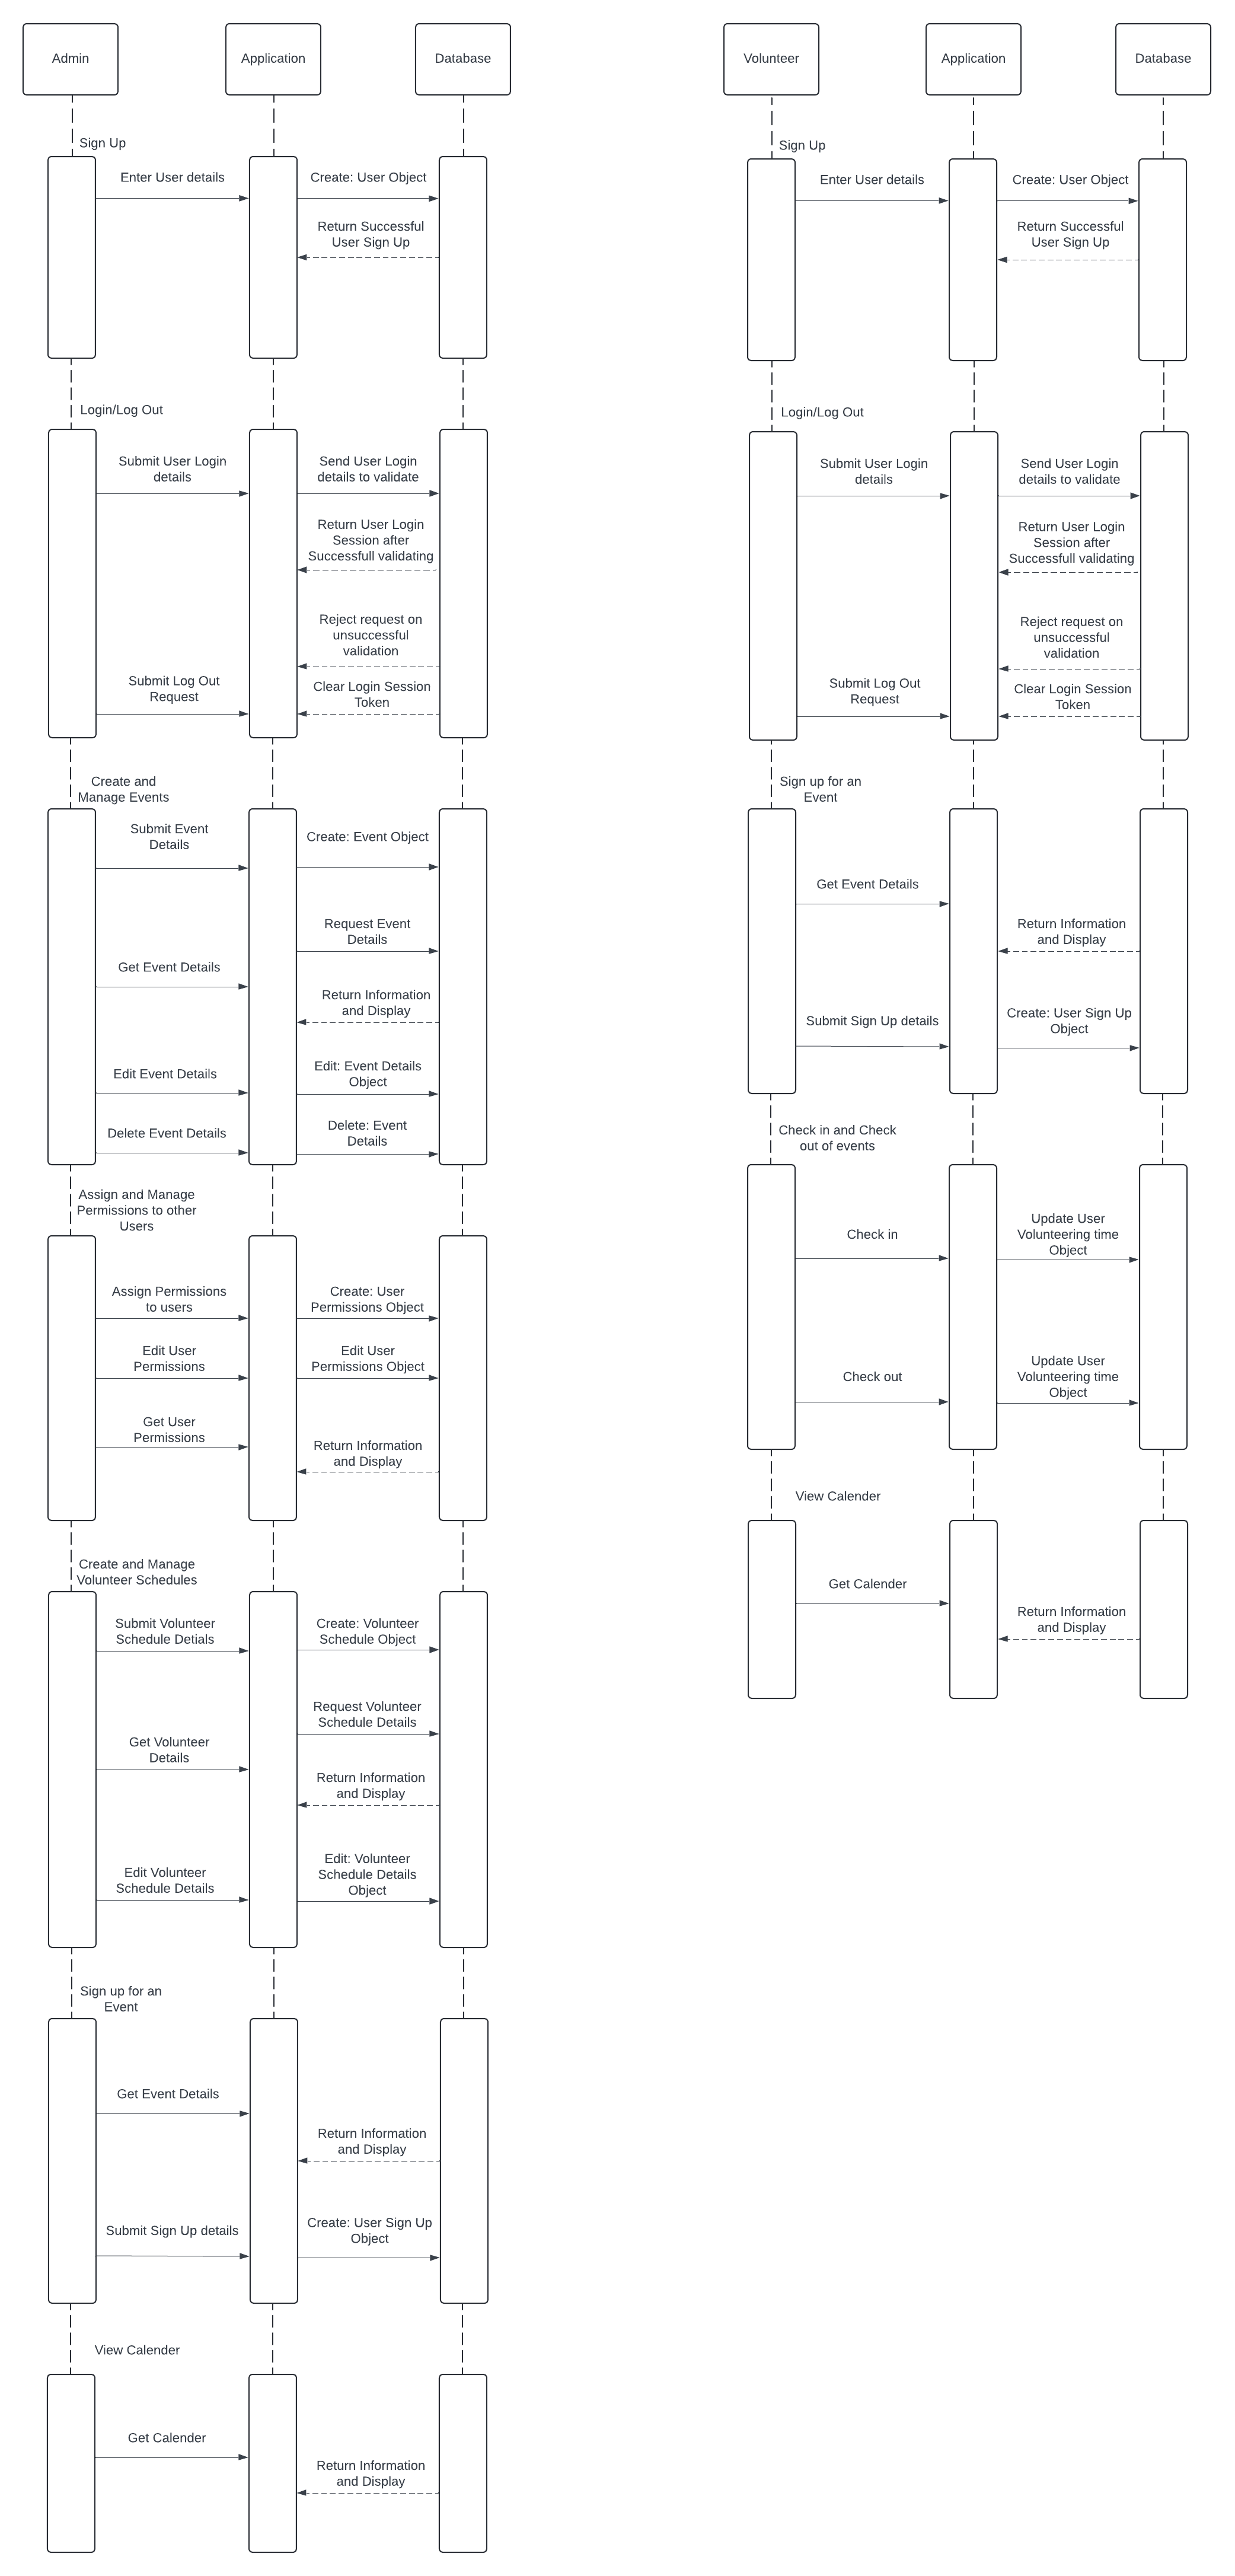 Admin
Application
Database
Sign Up
Enter User details
Create: User Object
Return Successful
User Sign Up
Login/Log Out
Submit User Login
details
Send User Login
details to validate
Return User Login
Session after
Successfull validating
Reject request on
unsuccessful
validation
Submit Log Out
Request
Clear Login Session
Token
Create and
Manage Events
Submit Event
Details
Create: Event Object
Request Event
Details
Get Event Details
Return Information
and Display
Edit Event Details
Edit: Event Details
Object
Delete Event Details
Delete: Event
Details
Assign and Manage
Permissions to other
Users
Assign Permissions
to users
Create: User
Permissions Object
Edit User
Permissions
Edit User
Permissions Object
Get User
Permissions
Return Information
and Display
Create and Manage
Volunteer Schedules
Submit Volunteer
Schedule Detials
Create: Volunteer
Schedule Object
Request Volunteer
Schedule Details
Get Volunteer
Details
Return Information
and Display
Edit Volunteer
Schedule Details
Edit: Volunteer
Schedule Details
Object
Sign up for an
Event
Get Event Details
Return Information
and Display
Submit Sign Up details
Create: User Sign Up
Object
View Calender
Get Calender
Return Information
and Display
Volunteer
Application
Database
Sign Up
Enter User details
Create: User Object
Return Successful
User Sign Up
Login/Log Out
Submit User Login
details
Send User Login
details to validate
Return User Login
Session after
Successfull validating
Reject request on
unsuccessful
validation
Submit Log Out
Request
Clear Login Session
Token
Sign up for an
Event
Get Event Details
Return Information
and Display
Submit Sign Up details
Create: User Sign Up
Object
Check in and Check
out of events
Check in
Update User
Volunteering time
Object
Check out
Update User
Volunteering time
Object
View Calender
Get Calender
Return Information
and Display